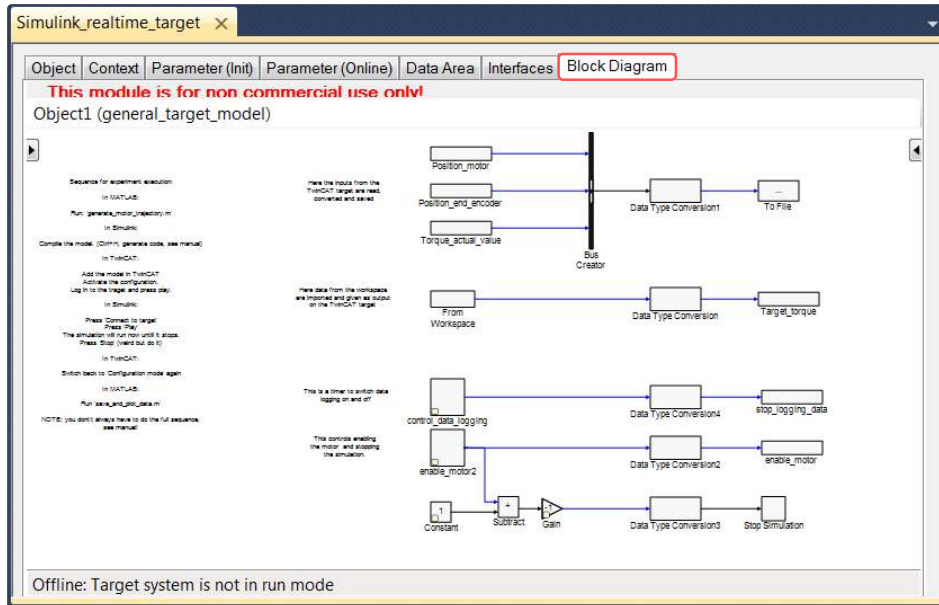 Simulink_realtime_target ×
Object
Context
Parameter (Init)
Parameter (Online)
Data Area
Interfaces
Block Diagram
This module is for non commercial use only!
Object1 (general_target_model)
Sequence for experiment execution:
In MATLAB:
Run: 'generate_motor_trajectory.m
In Simulink:
Compile the model. (Ctrl+H, generate code, see manual)
In TwinCAT:
Add the model in TwinCAT
Activate the configuration.
Log in to the traget and press play.
In Simulink:
Press 'Connect to target'
Press 'Play'
The simulation will run now until it stops.
Press 'Stop' (weird but do it)
In TwinCAT:
Switch back to 'Configuration mode' again
In MATLAB:
Run 'save_and_plot_data.m'
NOTE: you don't always have to do the full sequence,
see manual!
Here the inputs from the
TwinCAT target are read,
converted and saved
Position_motor
Position_end_encoder
Torque_actual_value
Bus
Creator
Data Type Conversion1
...
To File
Here data from the workspace
are imported and given as output
on the TwinCAT target
From
Workspace
Data Type Conversion
Target_torque
This is a timer to switch data
logging on and off
control_data_logging
Data Type Conversion4
stop_logging_data
This controls enabling
the motor and stopping
the simulation.
enable_motor2
Data Type Conversion2
enable_motor
1
Constant
+
Subtract
-1
Gain
Data Type Conversion3
Stop Simulation
Offline: Target system is not in run mode